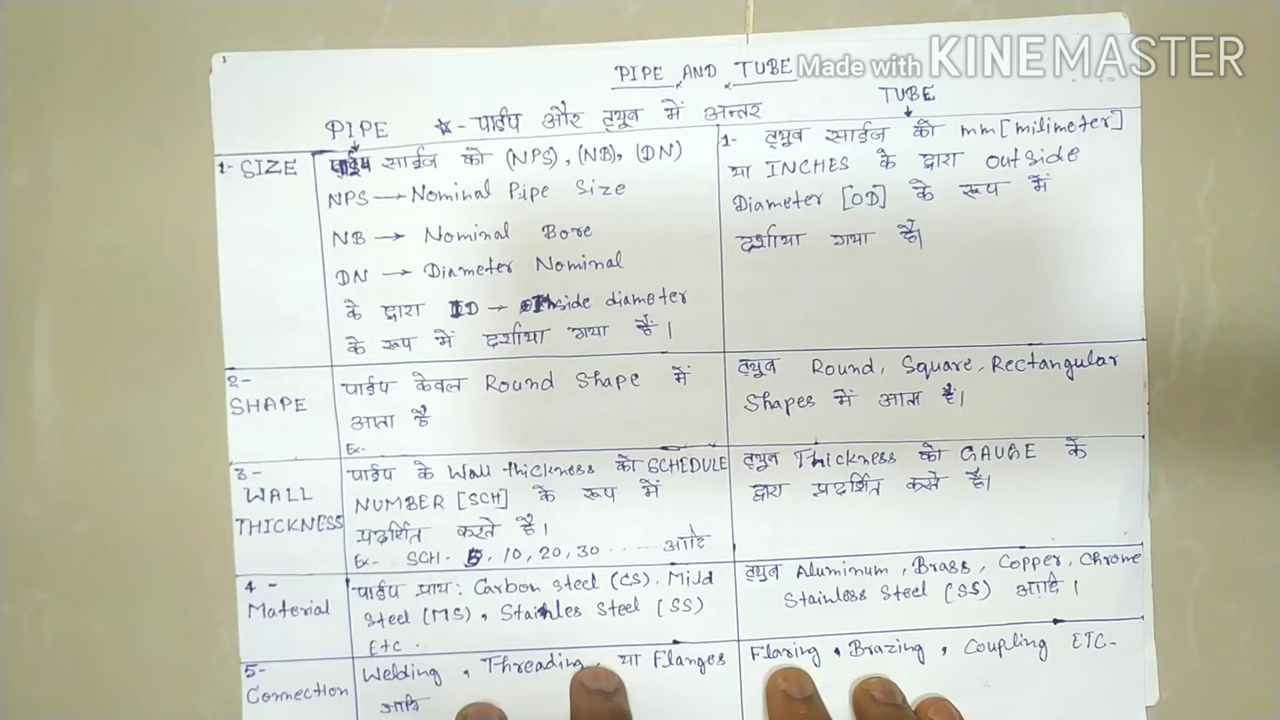 Made with KINEMASTER
PIPE AND TUBE
TUBE
PIPE
पाईप और ट्यूब में अन्तर
1- SIZE
पाईप साईज को (NPS), (NB), (DN)
NPS → Nominal Pipe Size
NB → Nominal Bore
DN → Diameter Nominal
के द्वारा ID → side diameter
के रूप में दर्शाया गया है।
1- ट्यूब साईज को mm [milimeter]
या INCHES के द्वारा outside
Diameter [OD] के रूप में
दर्शाया गया है।
2-
SHAPE
पाईप केवल Round Shape में
आता है
Ex-
ट्यूब Round, Square, Rectangular
Shapes में आता है।
3-
WALL
THICKNESS
पाईप के Wall thickness को SCHEDULE
NUMBER [SCH] के रूप में
प्रदर्शित करते है।
Ex- SCH- 5, 10, 20, 30 ...... आदि
ट्यूब Thickness को GAUGE के
द्वारा प्रदर्शित करते है।
4-
Material
पाईप प्राय: Carbon Steel (CS), Mild
Steel (MS), Stainles Steel (SS)
Etc ..
ट्यूब Aluminum, Brass, Copper, Chrome
Stainless Steel (SS) आदि।
5-
Connection
Welding, Threading, या Flanges
आदि
Flaring, Brazing, Coupling ETC-